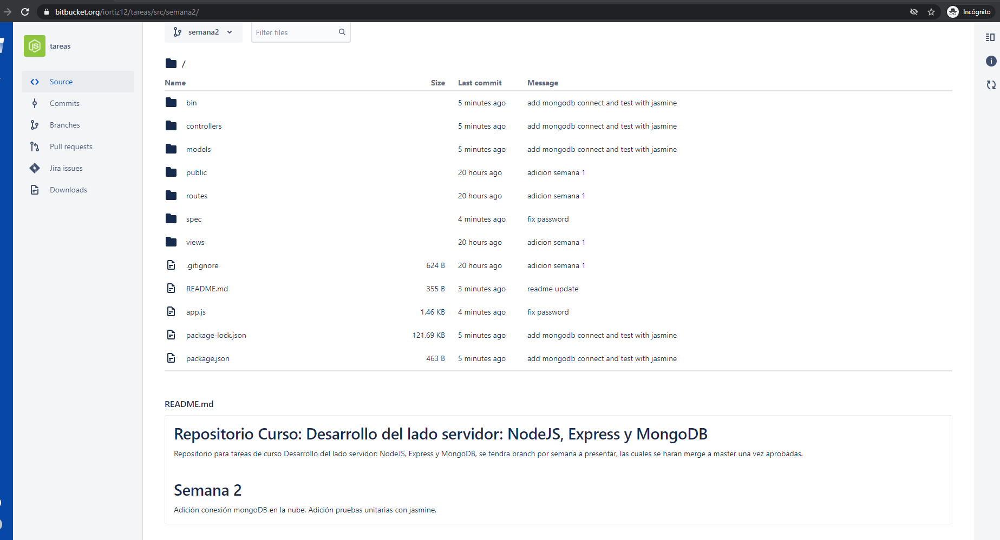 bitbucket.org/iortiz12/tareas/src/semana2/
Incógnito
tareas
Source
Commits
Branches
Pull requests
Jira issues
Downloads
semana2
Filter files
/
Name Size Last commit Message
bin 5 minutes ago add mongodb connect and test with jasmine
controllers 5 minutes ago add mongodb connect and test with jasmine
models 5 minutes ago add mongodb connect and test with jasmine
public 20 hours ago adicion semana 1
routes 20 hours ago adicion semana 1
spec 4 minutes ago fix password
views 20 hours ago adicion semana 1
.gitignore 624 B 20 hours ago adicion semana 1
README.md 355 B 3 minutes ago readme update
app.js 1.46 KB 4 minutes ago fix password
package-lock.json 121.69 KB 5 minutes ago add mongodb connect and test with jasmine
package.json 463 B 5 minutes ago add mongodb connect and test with jasmine
README.md
Repositorio Curso: Desarrollo del lado servidor: NodeJS, Express y MongoDB
Repositorio para tareas de curso Desarrollo del lado servidor: NodeJS, Express y MongoDB, se tendra branch por semana a presentar, las cuales se haran merge a master una vez aprobadas.
Semana 2
Adición conexión mongoDB en la nube. Adición pruebas unitarias con jasmine.